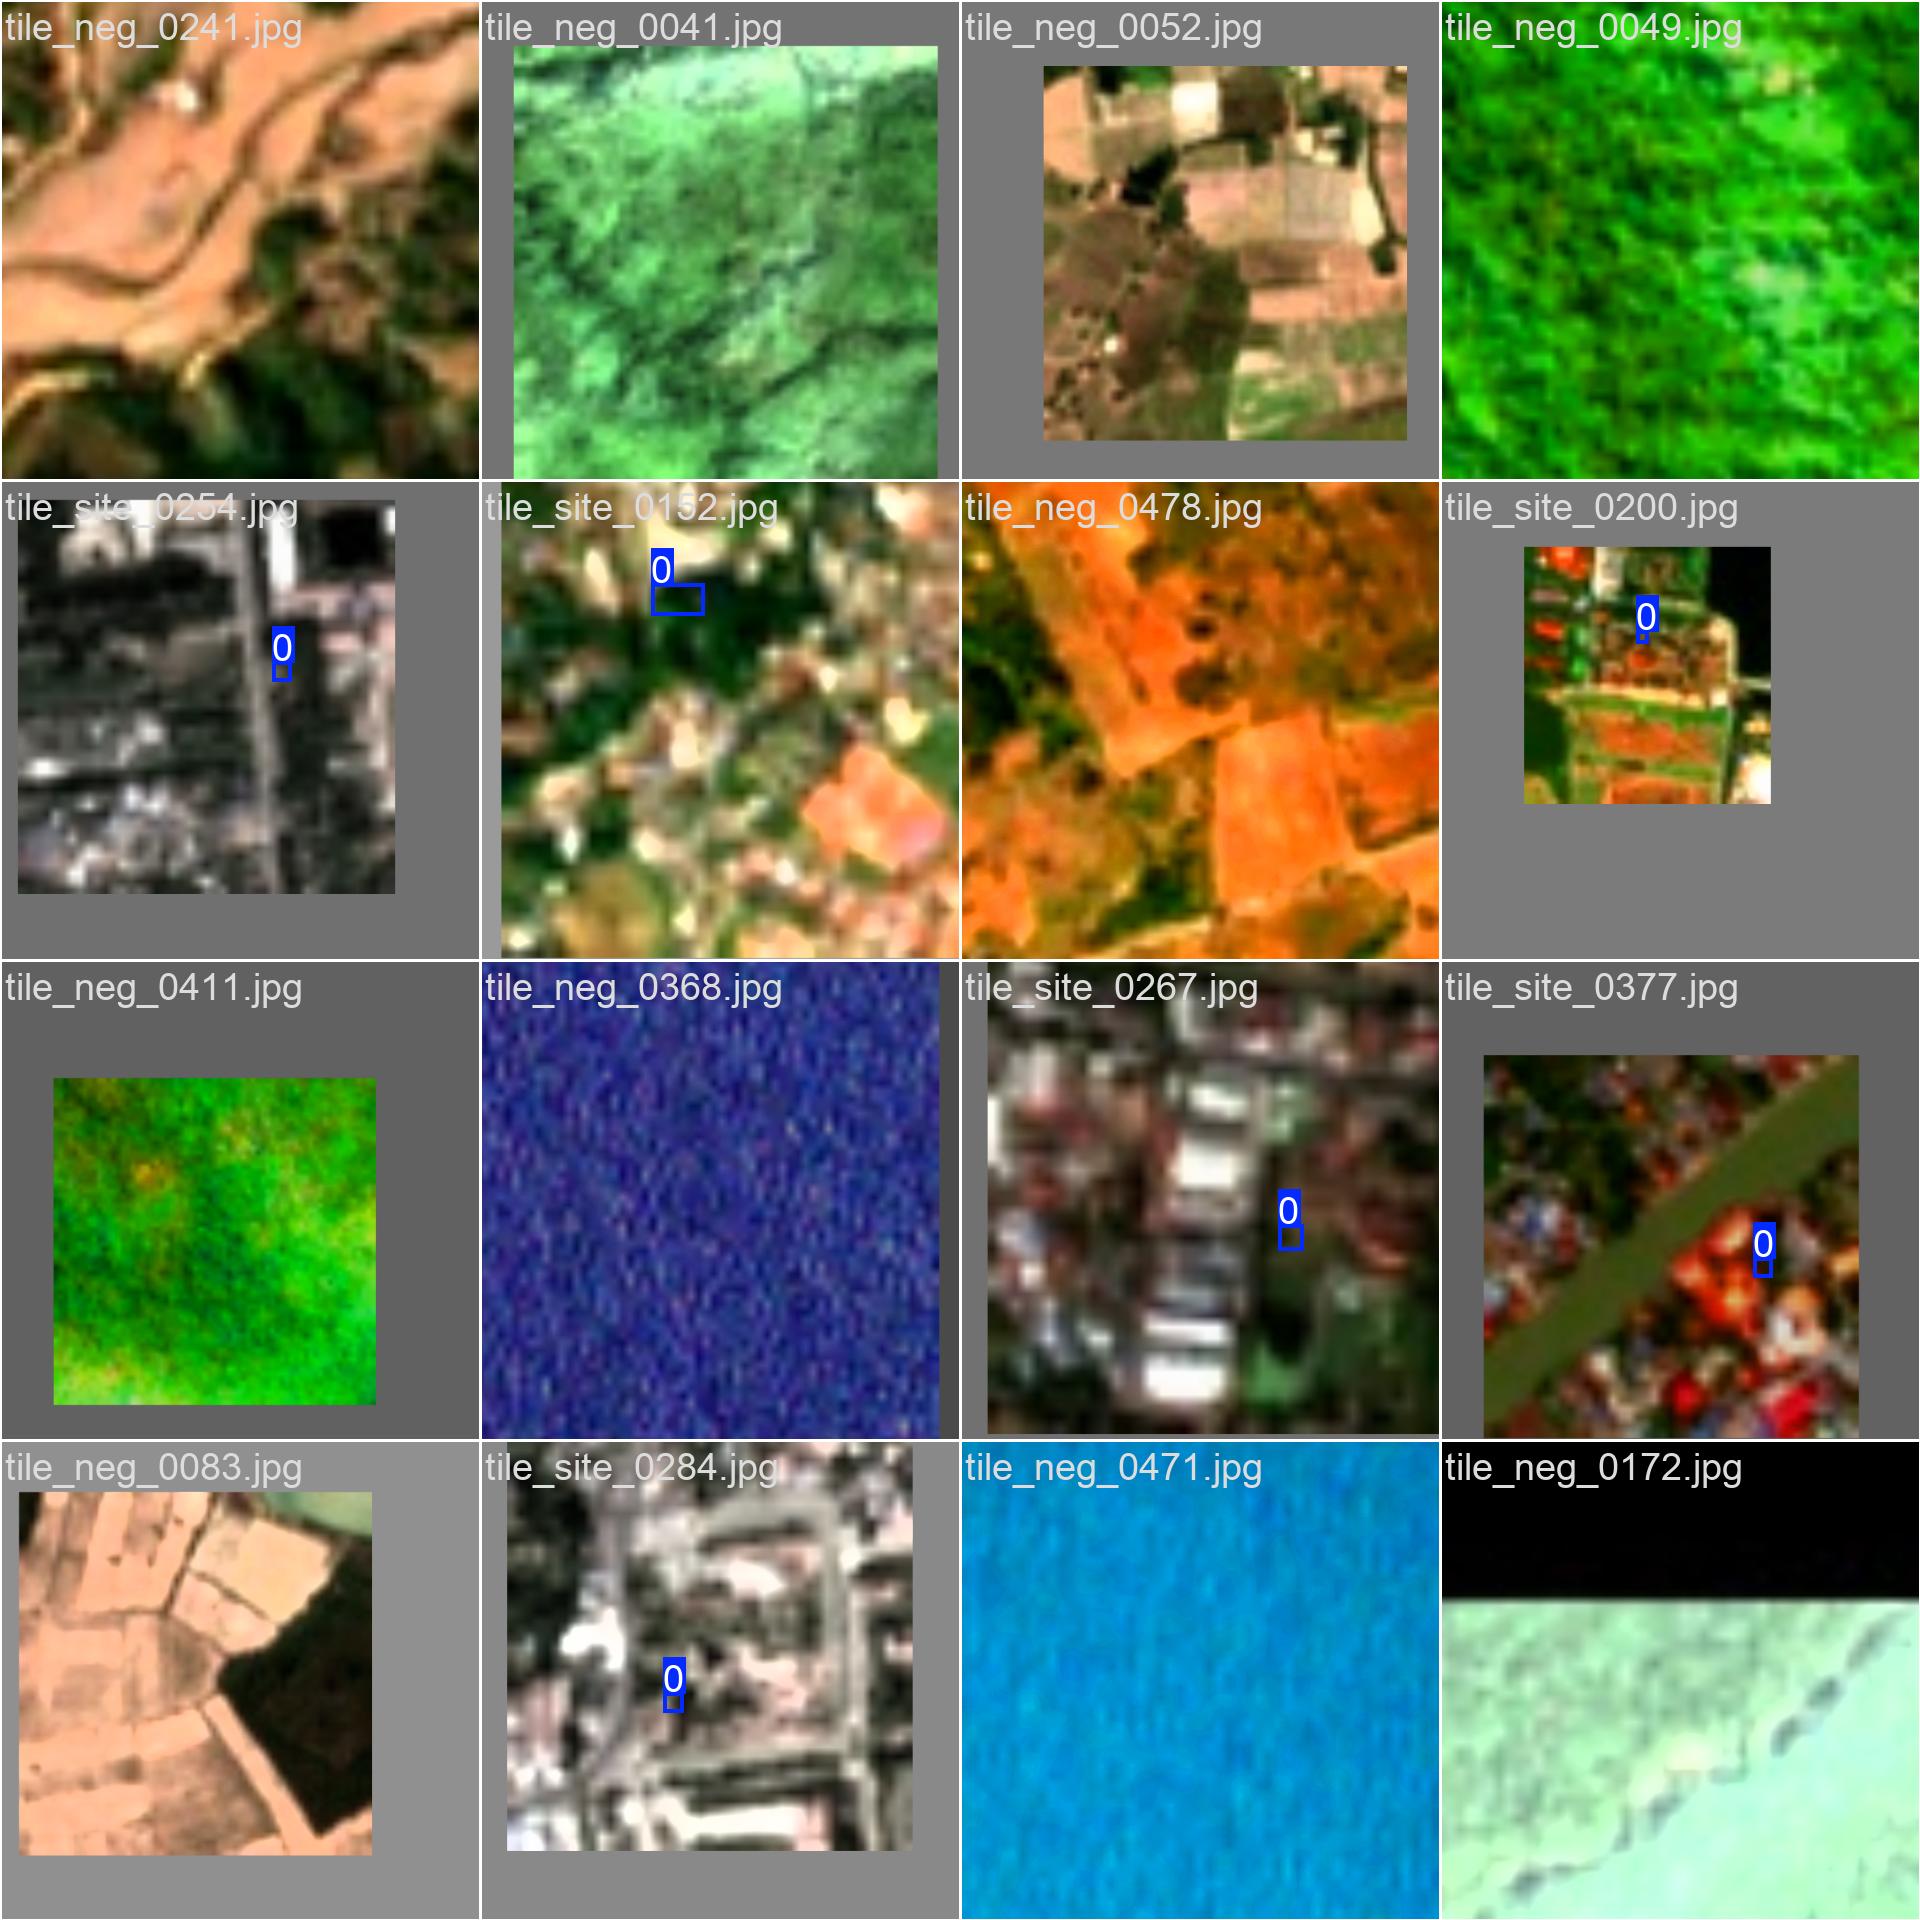 tile_neg_0241.jpg
tile_neg_0041.jpg
tile_neg_0052.jpg
tile_neg_0049.jpg
tile_site_0254.jpg
tile_site_0152.jpg
tile_neg_0478.jpg
tile_site_0200.jpg
0
0
0
tile_neg_0411.jpg
tile_neg_0368.jpg
tile_site_0267.jpg
tile_site_0377.jpg
0
0
tile_neg_0083.jpg
tile_site_0284.jpg
tile_neg_0471.jpg
tile_neg_0172.jpg
0